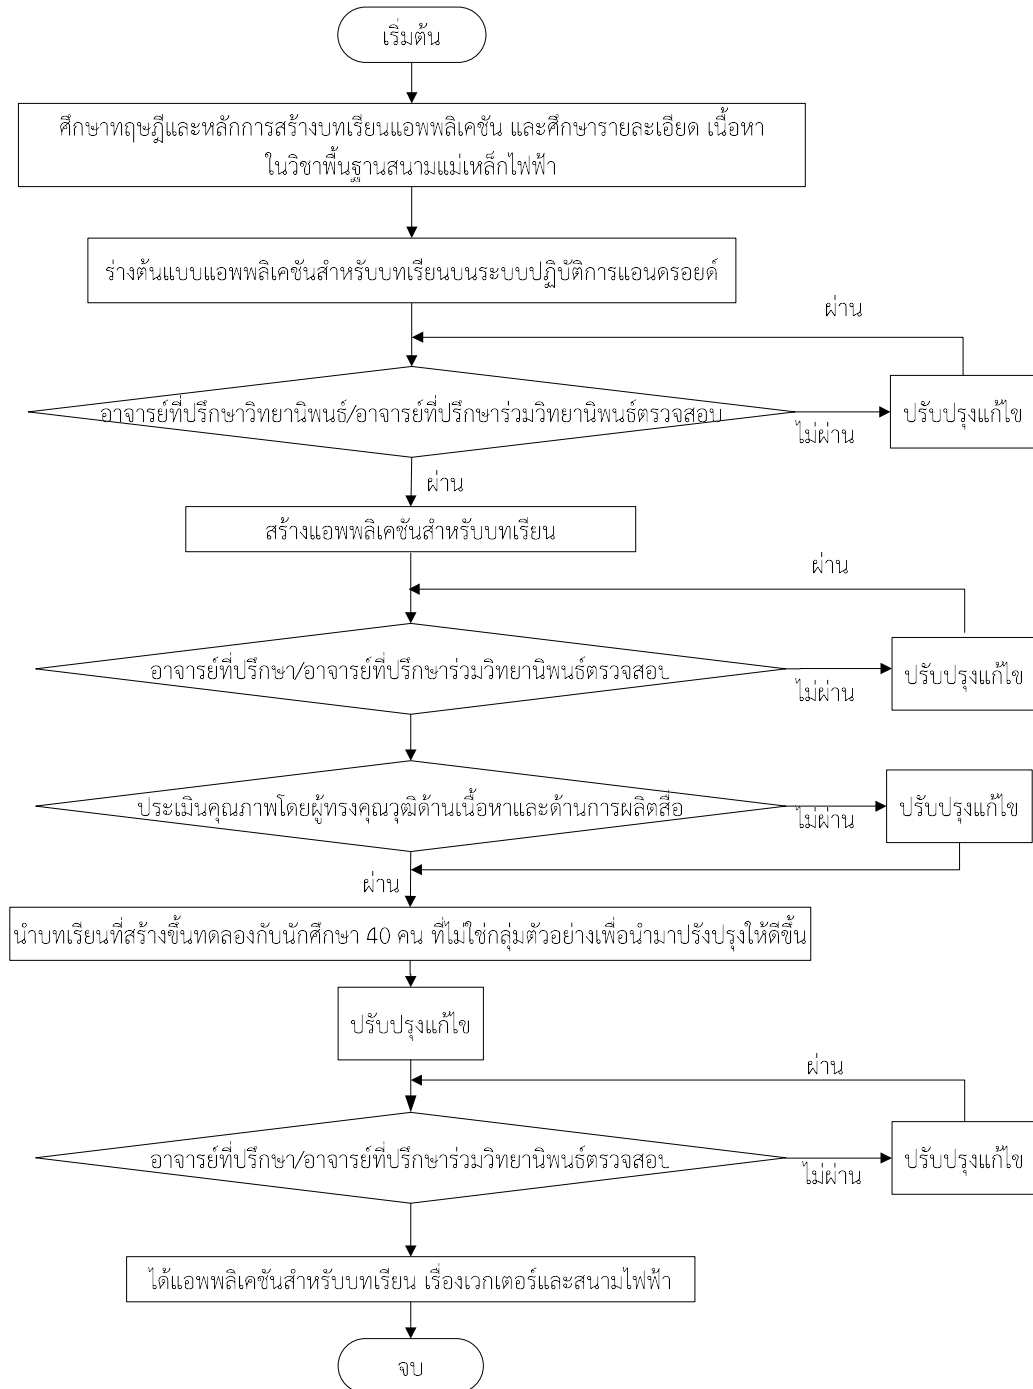 เริ่มต้น
ศึกษาทฤษฎีและหลักการสร้างบทเรียนแอพพลิเคชัน และศึกษารายละเอียด เนื้อหา
ในวิชาพื้นฐานสนามแม่เหล็กไฟฟ้า
ร่างต้นแบบแอพพลิเคชันสำหรับบทเรียนบนระบบปฏิบัติการแอนดรอยด์
ผ่าน
อาจารย์ที่ปรึกษาวิทยานิพนธ์/อาจารย์ที่ปรึกษาร่วมวิทยานิพนธ์ตรวจสอบ
ไม่ผ่าน
ปรับปรุงแก้ไข
ผ่าน
สร้างแอพพลิเคชันสำหรับบทเรียน
ผ่าน
อาจารย์ที่ปรึกษา/อาจารย์ที่ปรึกษาร่วมวิทยานิพนธ์ตรวจสอบ
ไม่ผ่าน
ปรับปรุงแก้ไข
ประเมินคุณภาพโดยผู้ทรงคุณวุฒิด้านเนื้อหาและด้านการผลิตสื่อ
ไม่ผ่าน
ปรับปรุงแก้ไข
ผ่าน
นำบทเรียนที่สร้างขึ้นทดลองกับนักศึกษา 40 คน ที่ไม่ใช่กลุ่มตัวอย่างเพื่อนำมาปรังปรุงให้ดีขึ้น
ปรับปรุงแก้ไข
ผ่าน
อาจารย์ที่ปรึกษา/อาจารย์ที่ปรึกษาร่วมวิทยานิพนธ์ตรวจสอบ
ไม่ผ่าน
ปรับปรุงแก้ไข
ได้แอพพลิเคชันสำหรับบทเรียน เรื่องเวกเตอร์และสนามไฟฟ้า
จบ